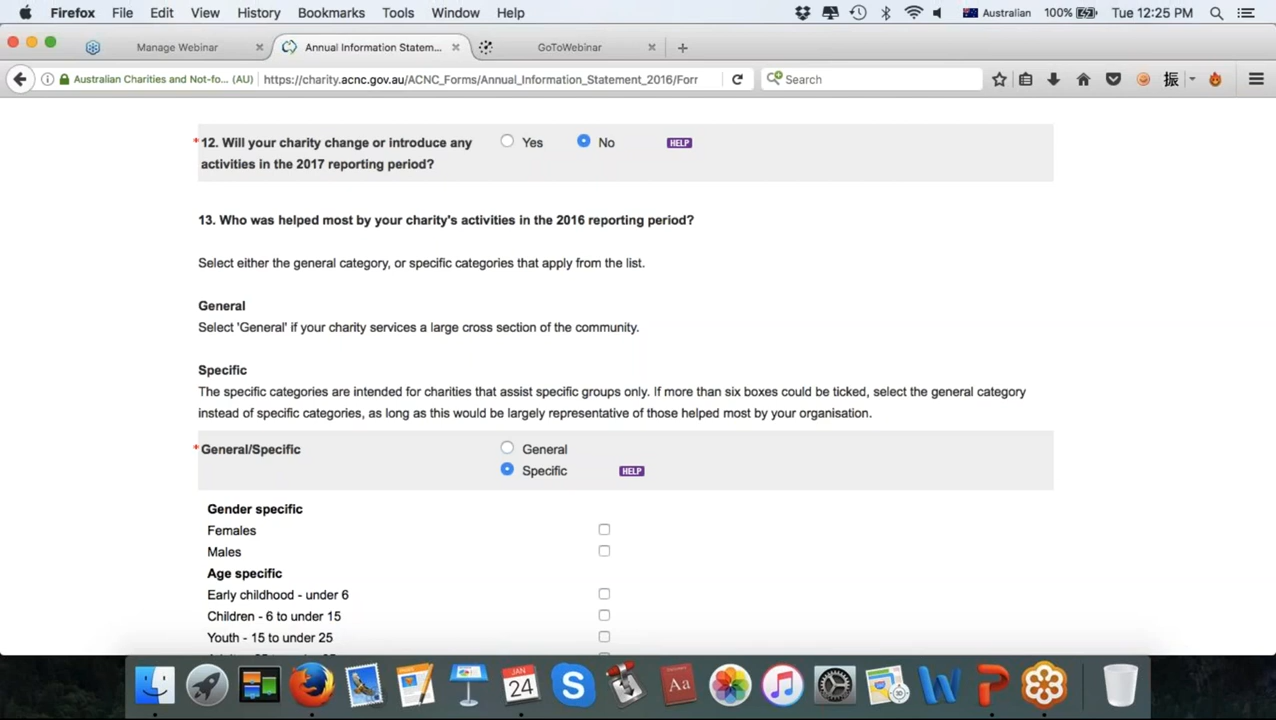 Firefox File Edit View History Bookmarks Tools Window Help Australian 100% Tue 12:25 PM
Manage Webinar Annual Information Statem... GoToWebinar
Australian Charities and Not-fo... (AU) https://charity.acnc.gov.au/ACNC_Forms/Annual_Information_Statement_2016/Forr Search 振
* 12. Will your charity change or introduce any Yes No HELP
activities in the 2017 reporting period?
13. Who was helped most by your charity's activities in the 2016 reporting period?
Select either the general category, or specific categories that apply from the list.
General
Select 'General' if your charity services a large cross section of the community.
Specific
The specific categories are intended for charities that assist specific groups only. If more than six boxes could be ticked, select the general category
instead of specific categories, as long as this would be largely representative of those helped most by your organisation.
* General/Specific General
Specific HELP
Gender specific
Females
Males
Age specific
Early childhood - under 6
Children - 6 to under 15
Youth - 15 to under 25
JAN
24
Aa